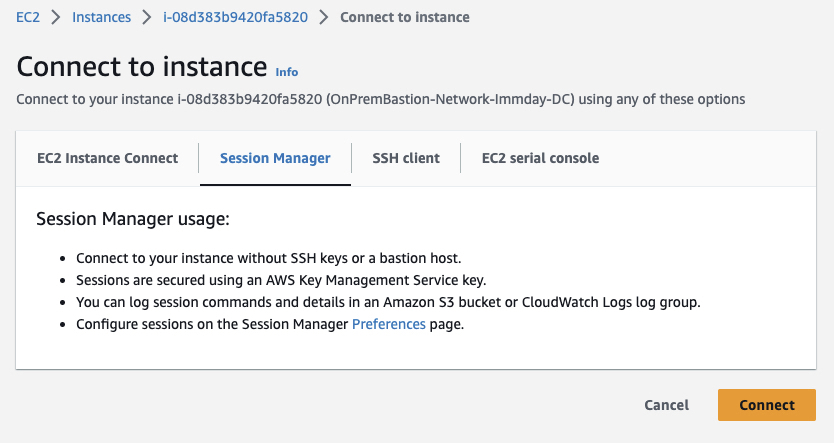 EC2 > Instances > i-08d383b9420fa5820 > Connect to instance
Connect to instance Info
Connect to your instance i-08d383b9420fa5820 (OnPremBastion-Network-Immday-DC) using any of these options
EC2 Instance Connect Session Manager SSH client EC2 serial console
Session Manager usage:
• Connect to your instance without SSH keys or a bastion host.
• Sessions are secured using an AWS Key Management Service key.
• You can log session commands and details in an Amazon S3 bucket or CloudWatch Logs log group.
• Configure sessions on the Session Manager Preferences page.
Cancel Connect